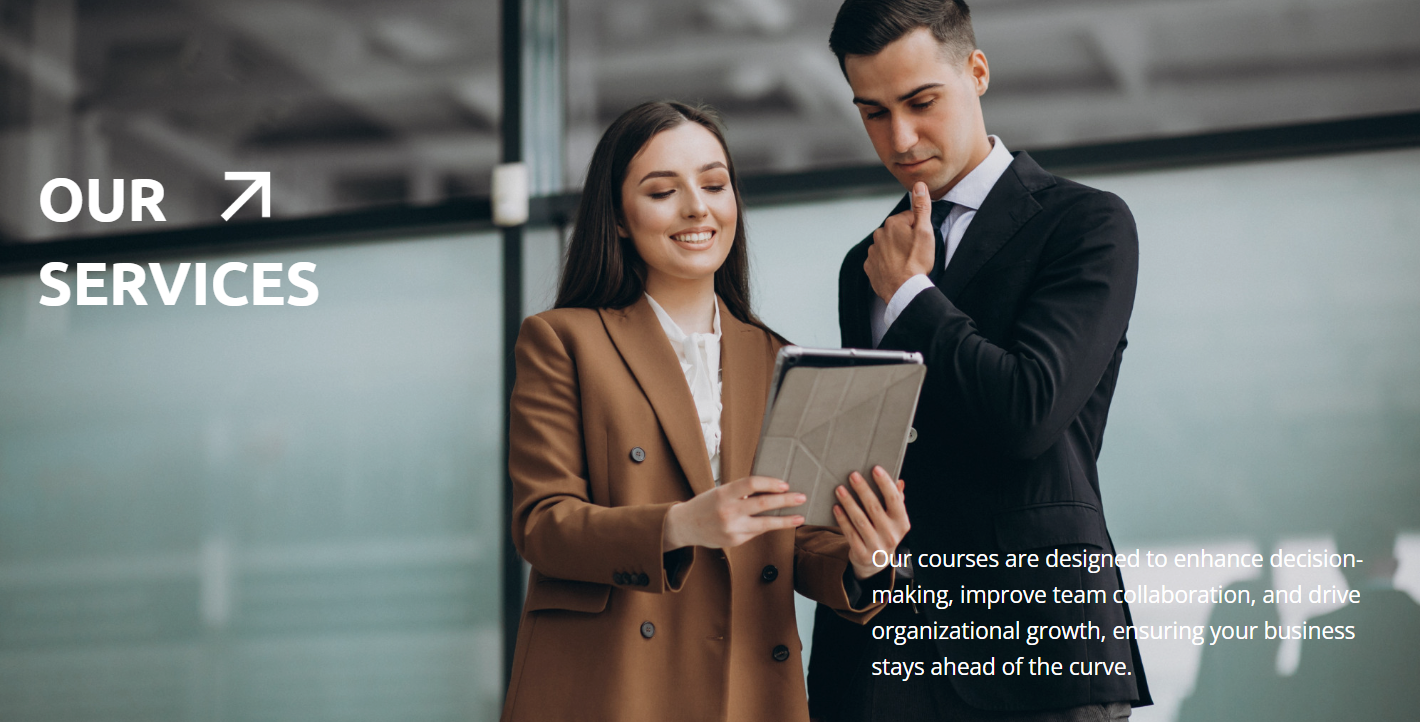 OUR
SERVICES
Our courses are designed to enhance decision-
making, improve team collaboration, and drive
organizational growth, ensuring your business
stays ahead of the curve.